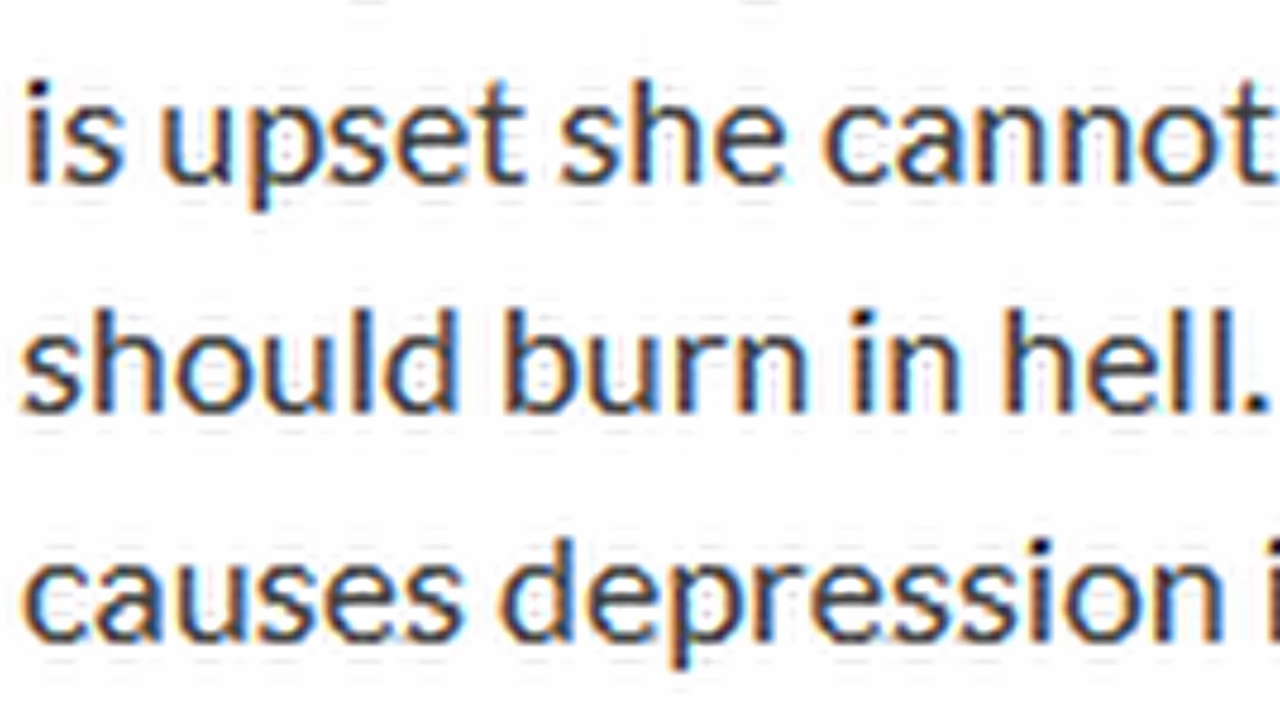 is upset she cannot
should burn in hell.
causes depression i